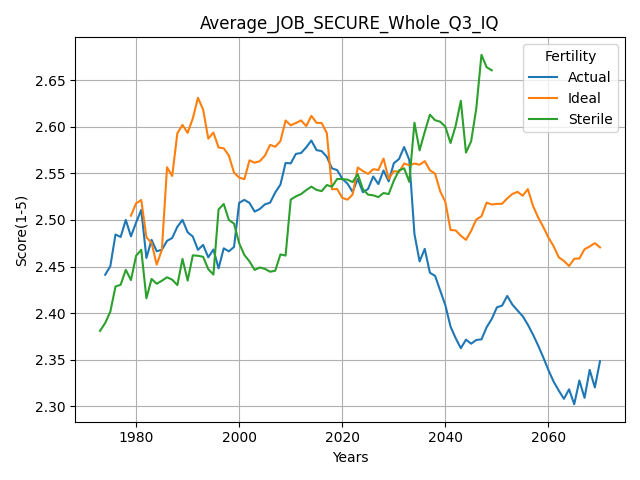 Average_JOB_SECURE_Whole_Q3_IQ
Score(1-5)
2.65
2.60
2.55
2.50
2.45
2.40
2.35
2.30
Fertility
Actual
Ideal
Sterile
1980
2000
2020
2040
2060
Years